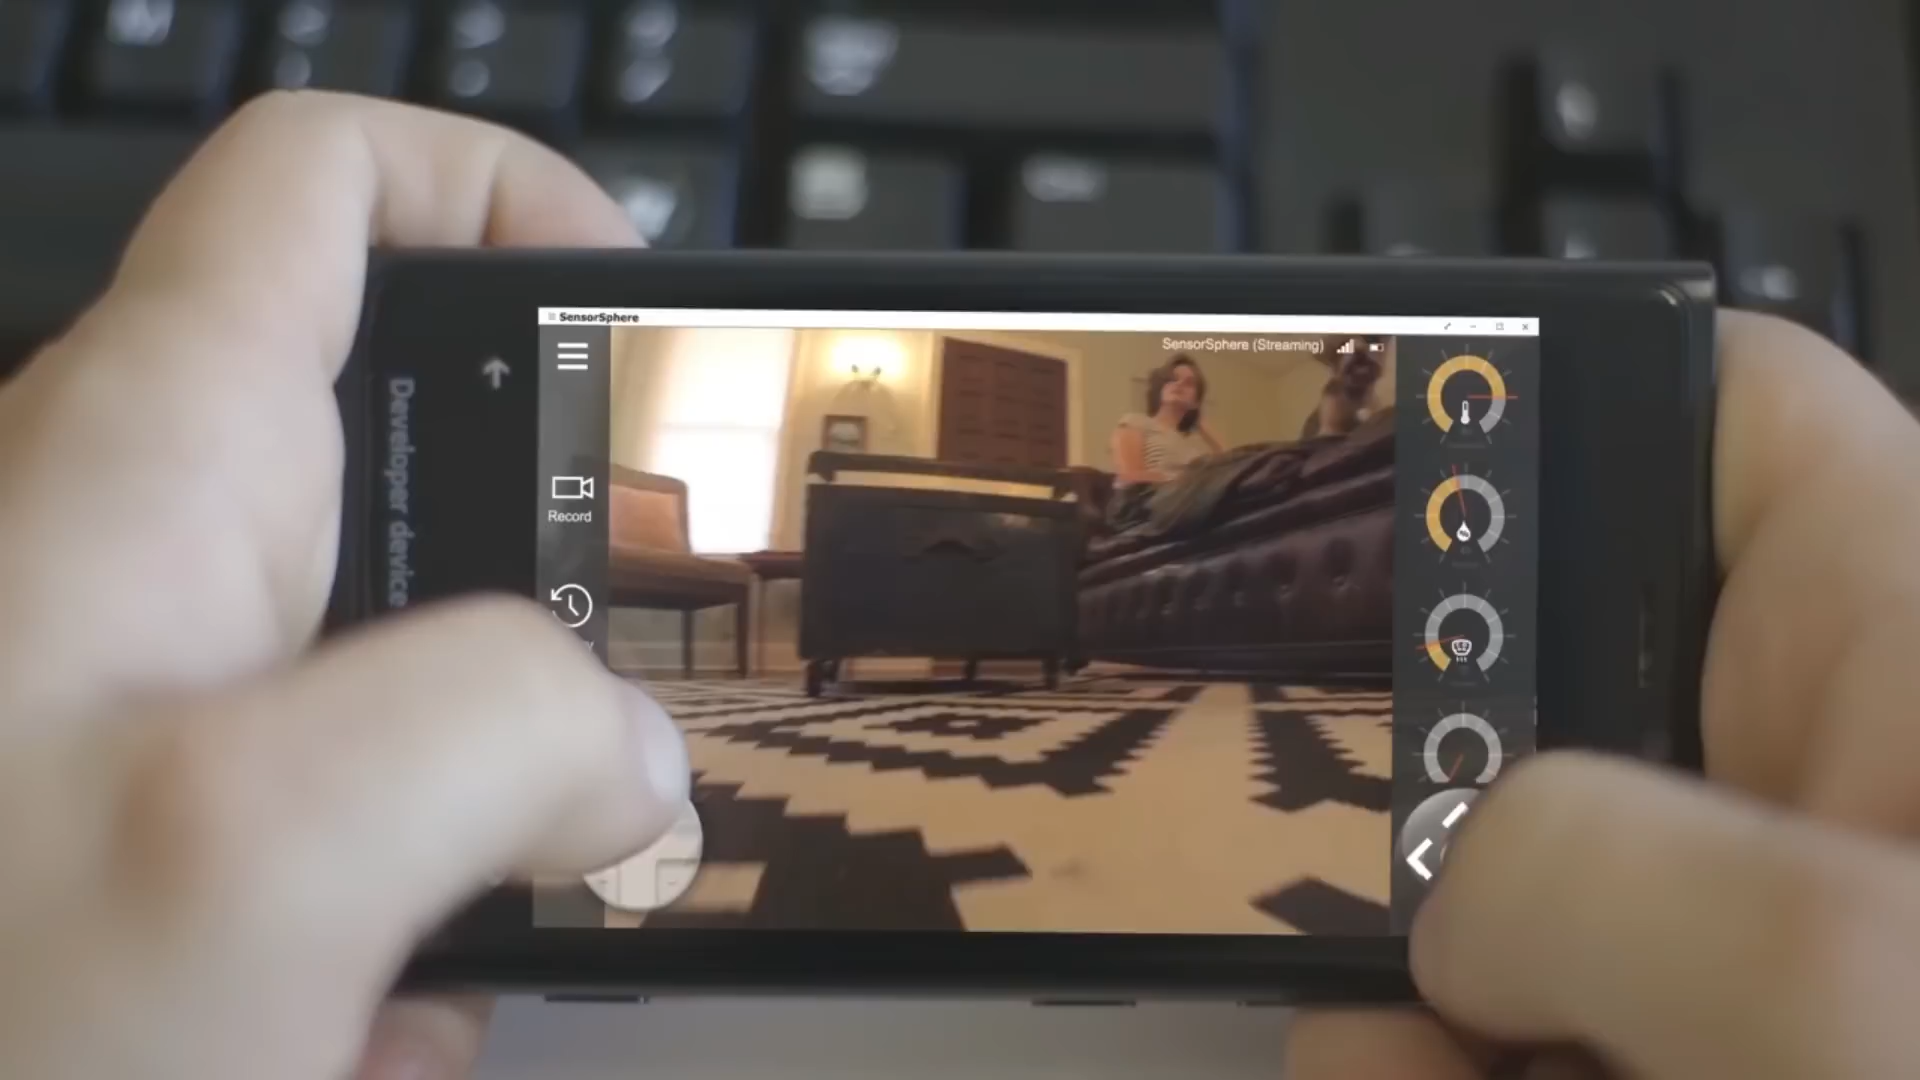 SensorSphere
SensorSphere (Streaming)
Record
Developer device